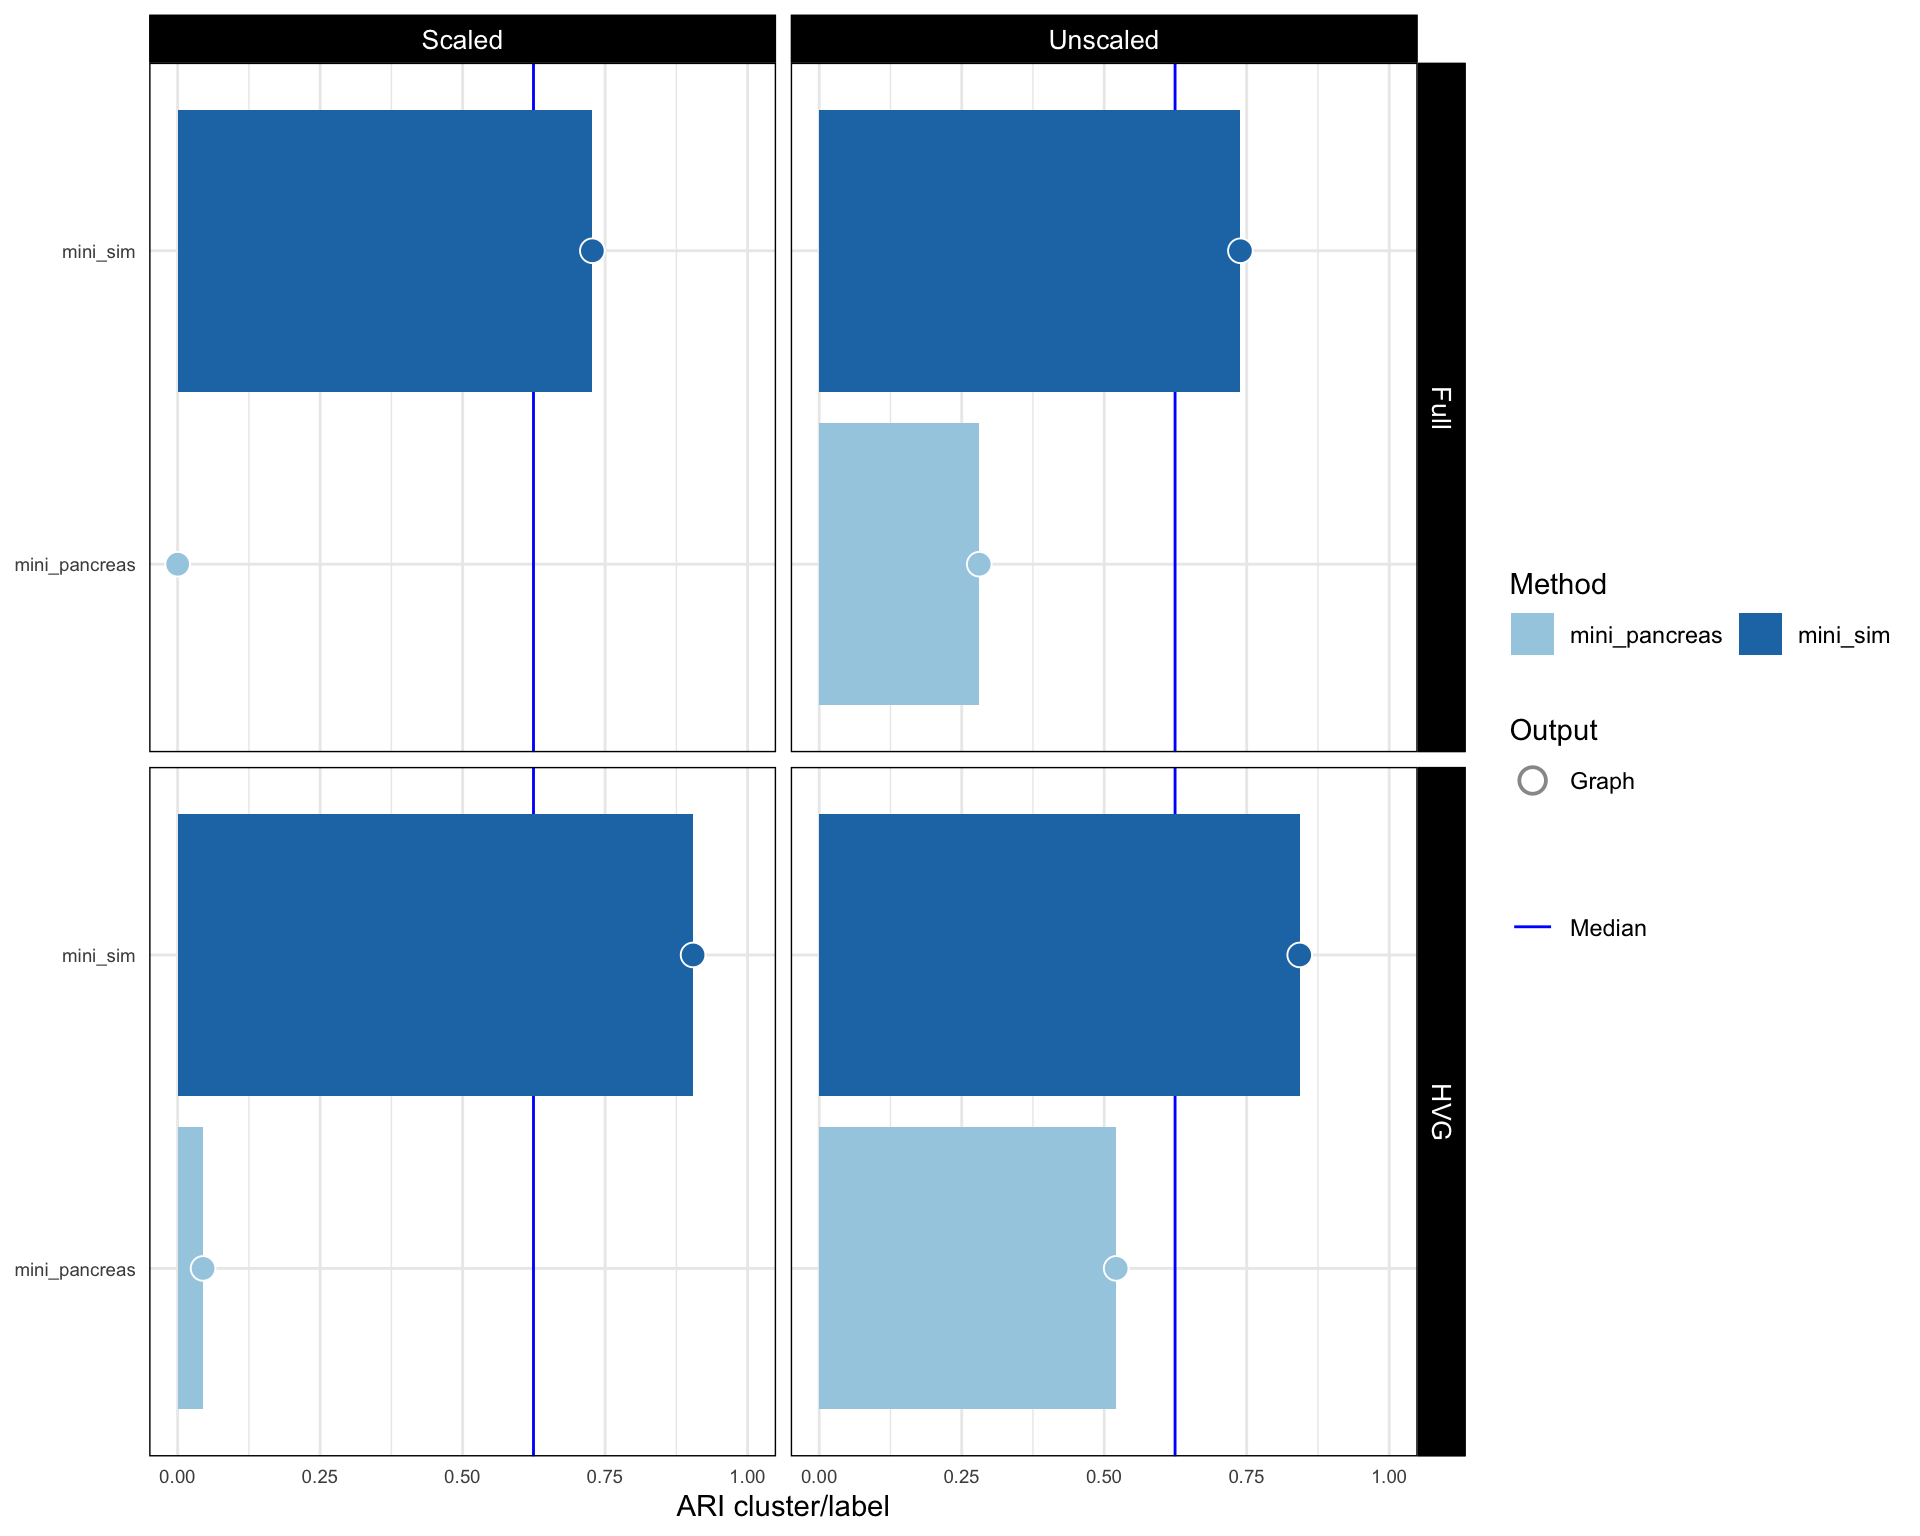 Scaled
Unscaled
Full
mini_sim
mini_pancreas
HVG
mini_sim
mini_pancreas
0.00 0.25 0.50 0.75 1.00
0.00 0.25 0.50 0.75 1.00
ARI cluster/label
Method
mini_pancreas mini_sim
Output
Graph
Median